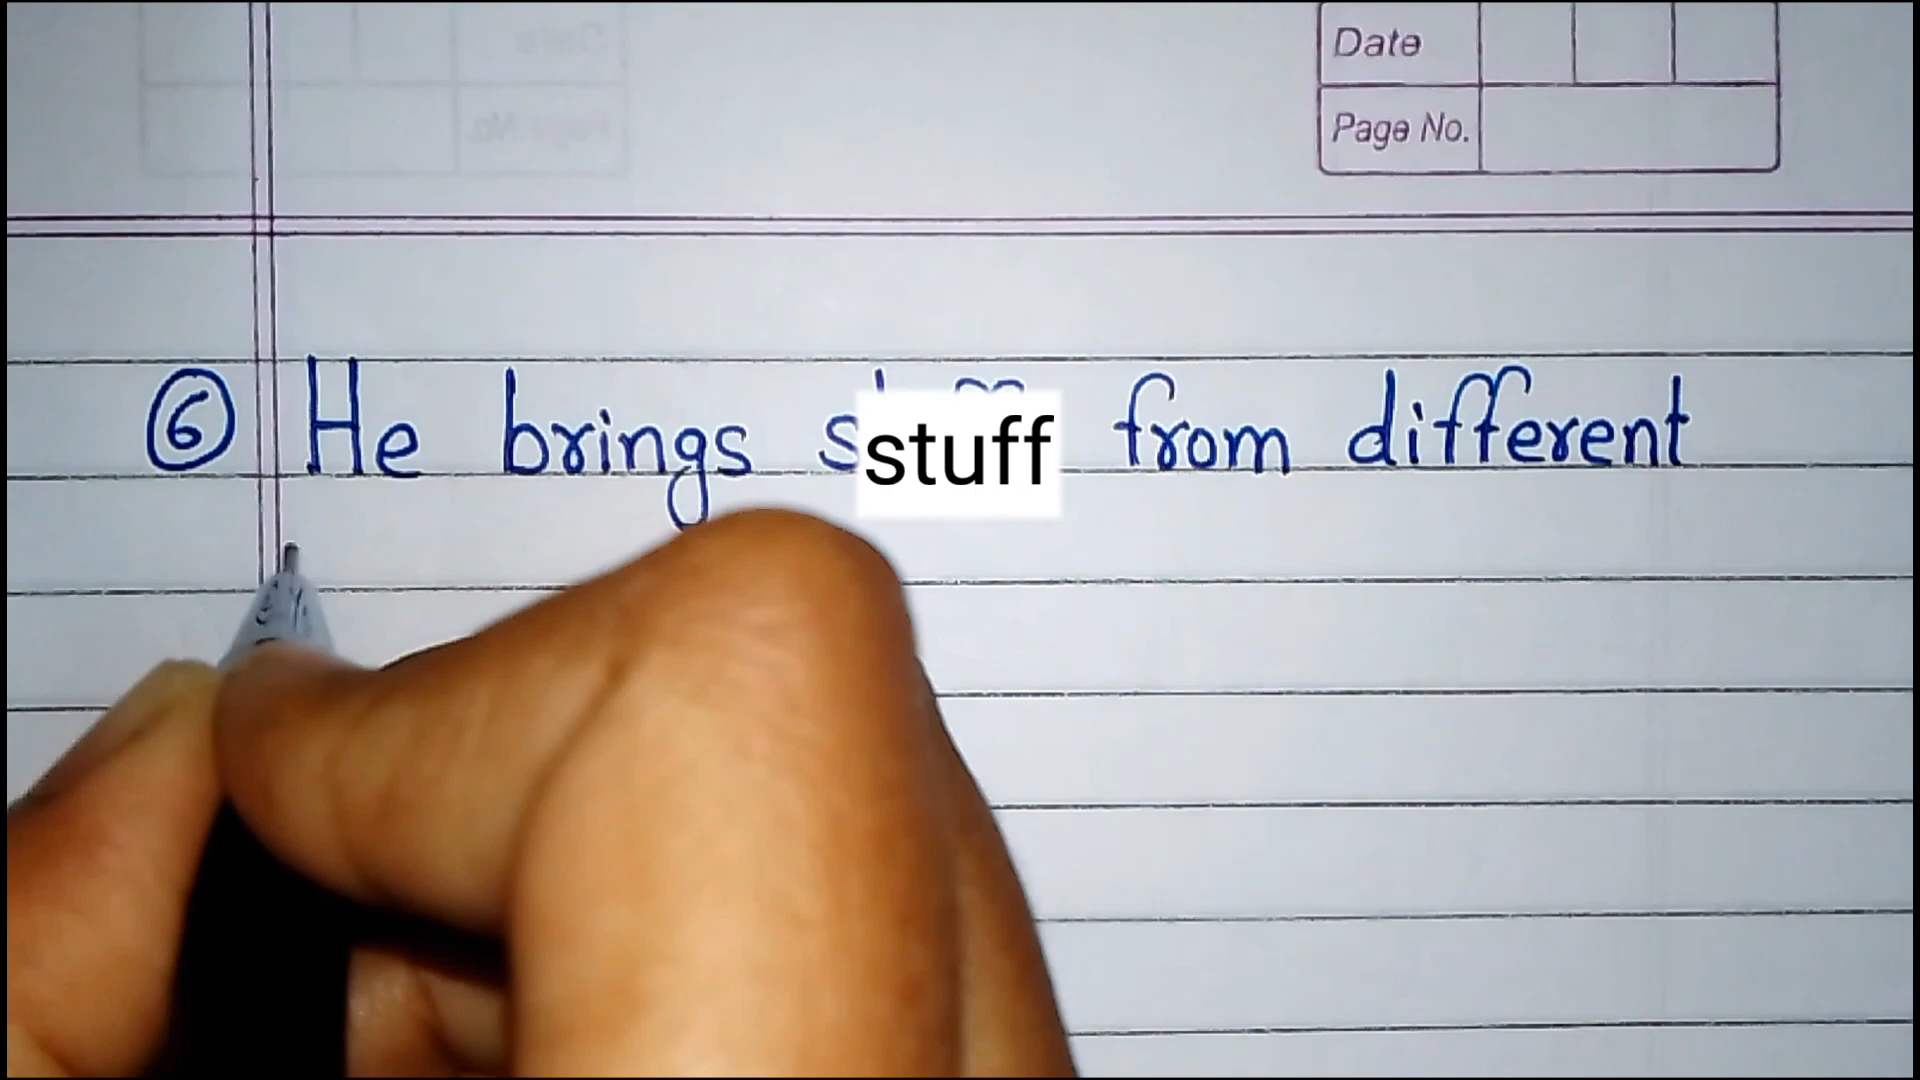 Date
Page No.
⑥ He brings stuff from different